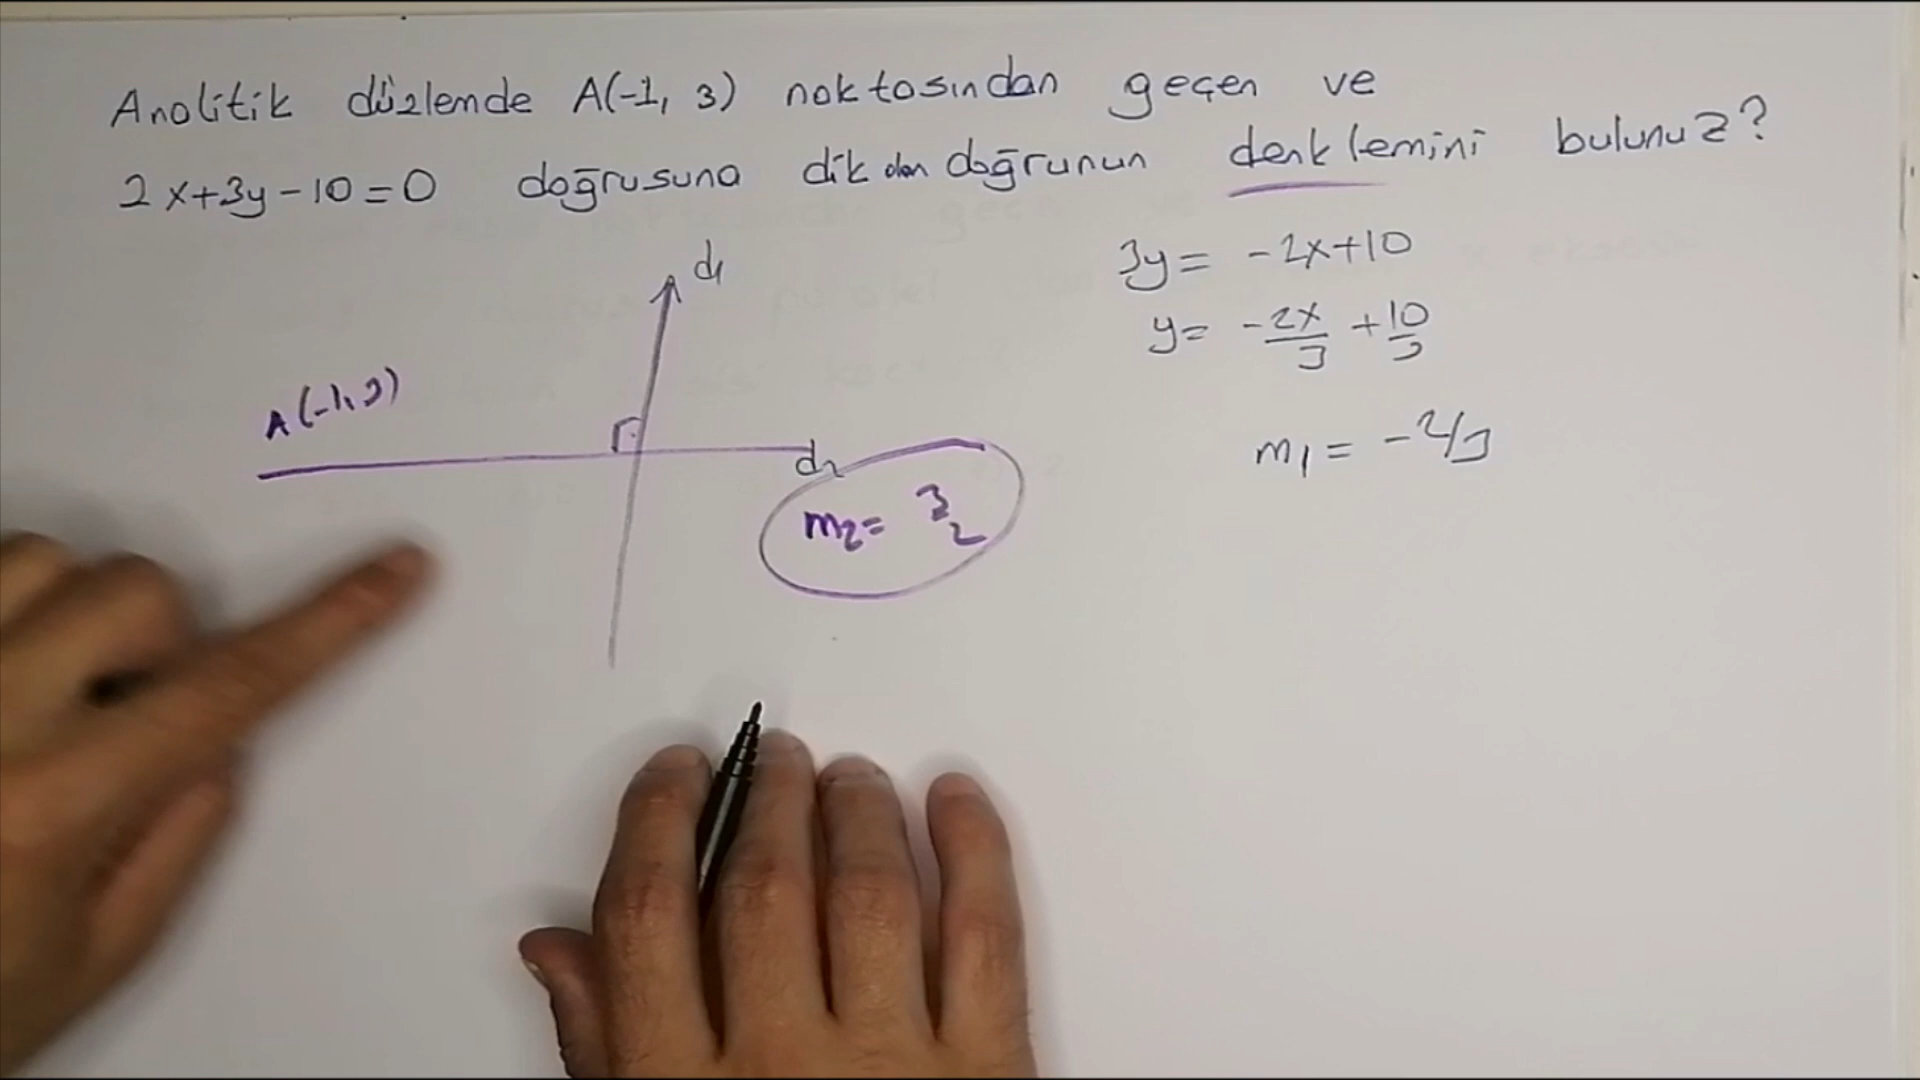 Analitik düzlemde A(-1, 3) noktasından geçen ve
2x+3y-10=0 doğrusuna dik olan doğrunun denklemini bulunuz?
3y = -2x+10
d1
y= -2x/3 + 10/3
A(-1,3)
m1 = -2/3
d2
m2= 3/2